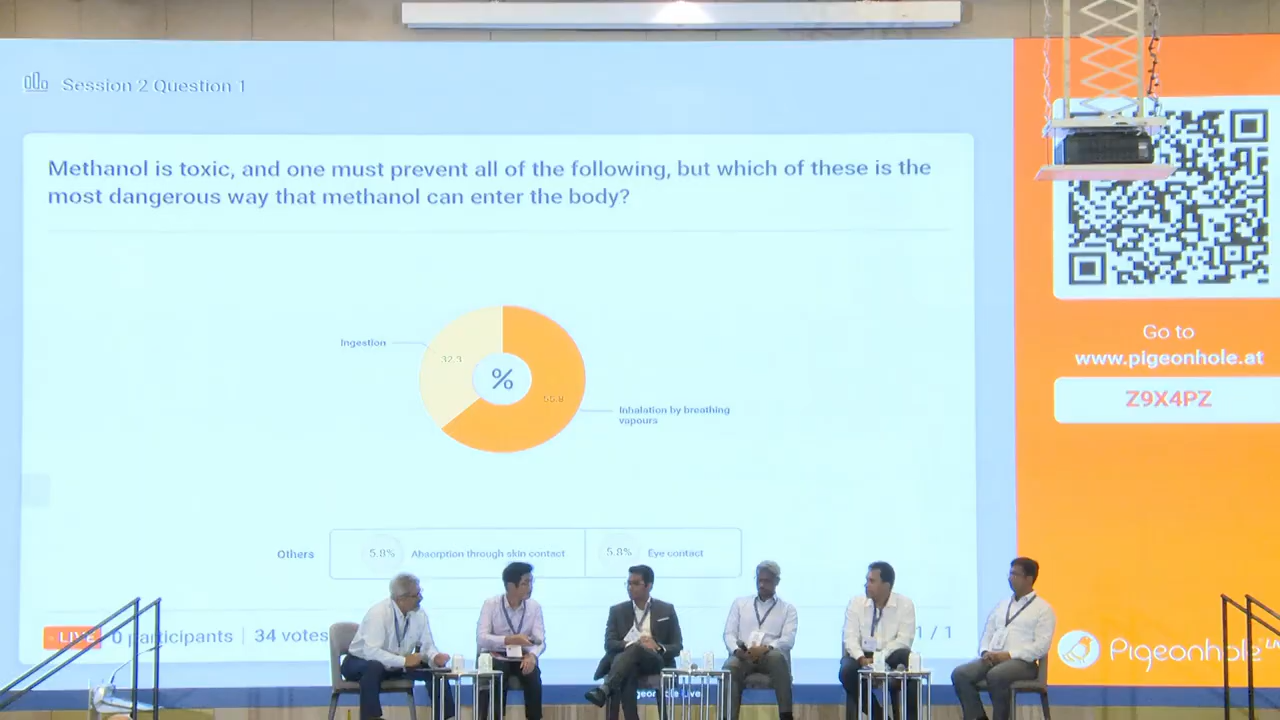 Session 2 Question 1
Methanol is toxic, and one must prevent all of the following, but which of these is the
most dangerous way that methanol can enter the body?
Ingestion
32.3
%
55.8
Inhalation by breathing
vapours
Others
5.8%
Absorption through skin contact
5.8%
Eye contact
LIVE
0 participants
34 votes
1 / 1
Go to
www.pigeonhole.at
Z9X4PZ
Pigeonhole